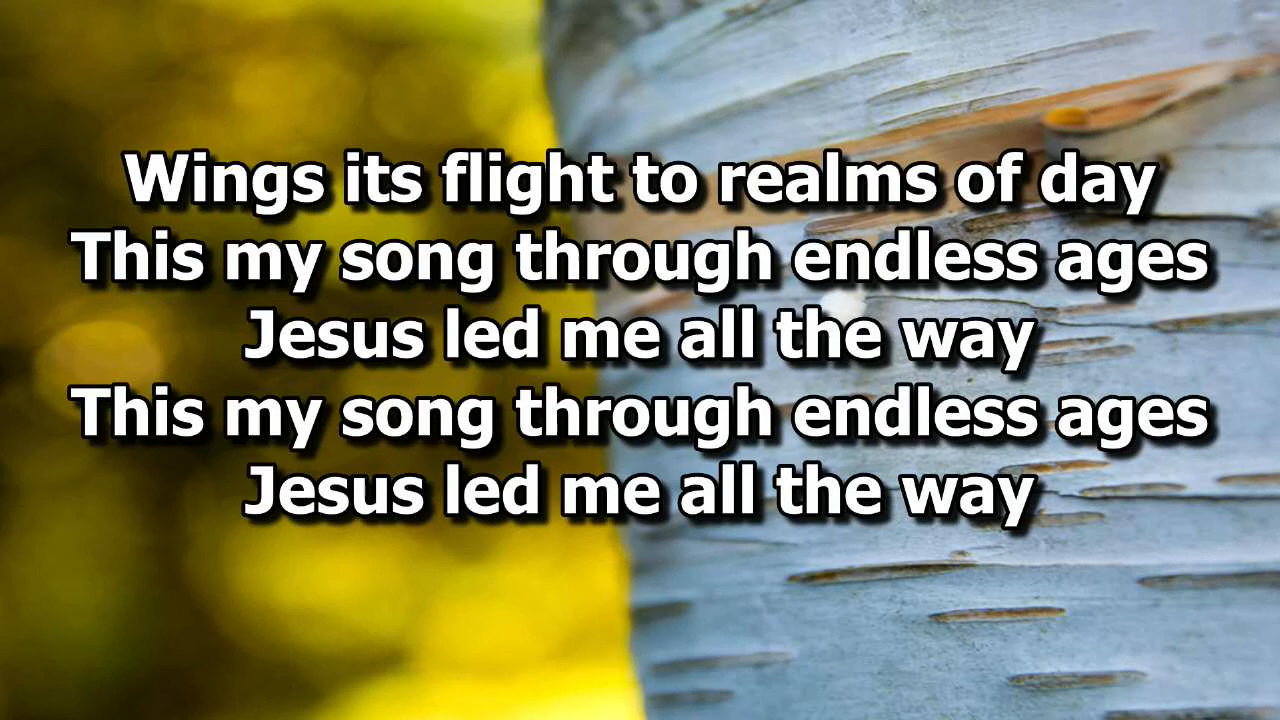 Wings its flight to realms of day
This my song through endless ages
Jesus led me all the way
This my song through endless ages
Jesus led me all the way